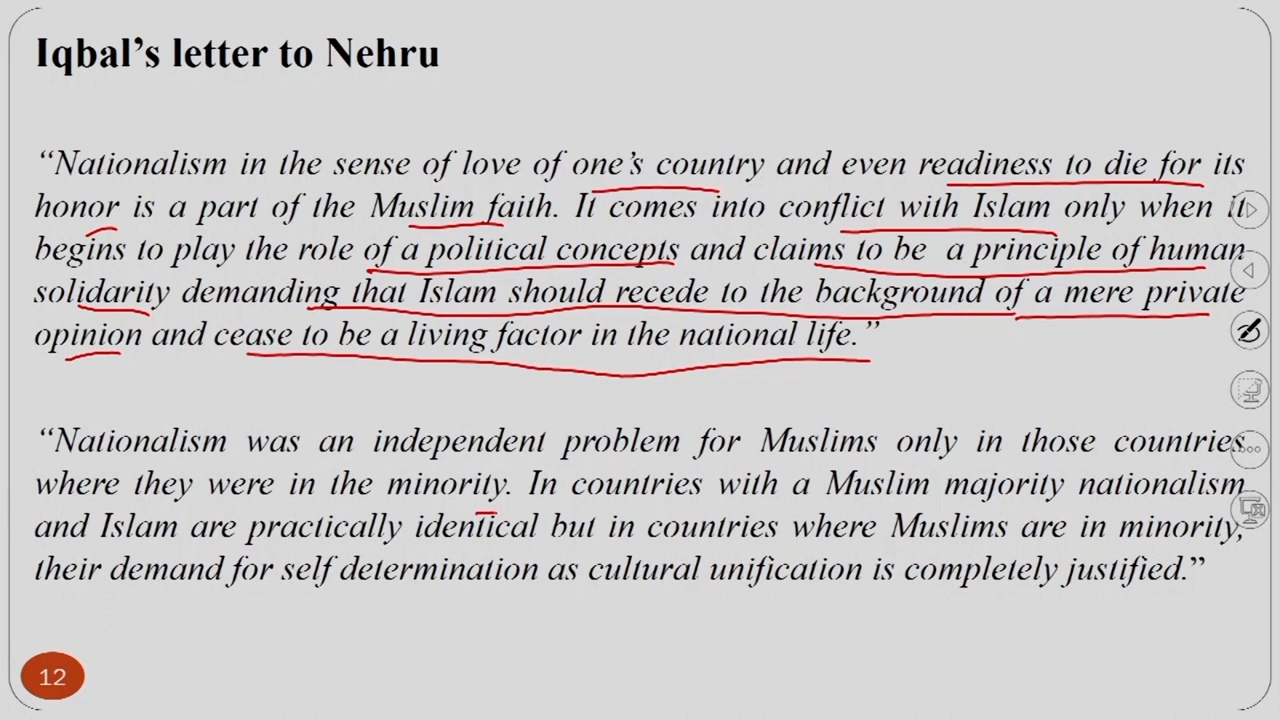 Iqbal’s letter to Nehru
“Nationalism in the sense of love of one’s country and even readiness to die for its
honor is a part of the Muslim faith. It comes into conflict with Islam only when it
begins to play the role of a political concepts and claims to be a principle of human
solidarity demanding that Islam should recede to the background of a mere private
opinion and cease to be a living factor in the national life.”
“Nationalism was an independent problem for Muslims only in those countries
where they were in the minority. In countries with a Muslim majority nationalism
and Islam are practically identical but in countries where Muslims are in minority,
their demand for self determination as cultural unification is completely justified.”
12